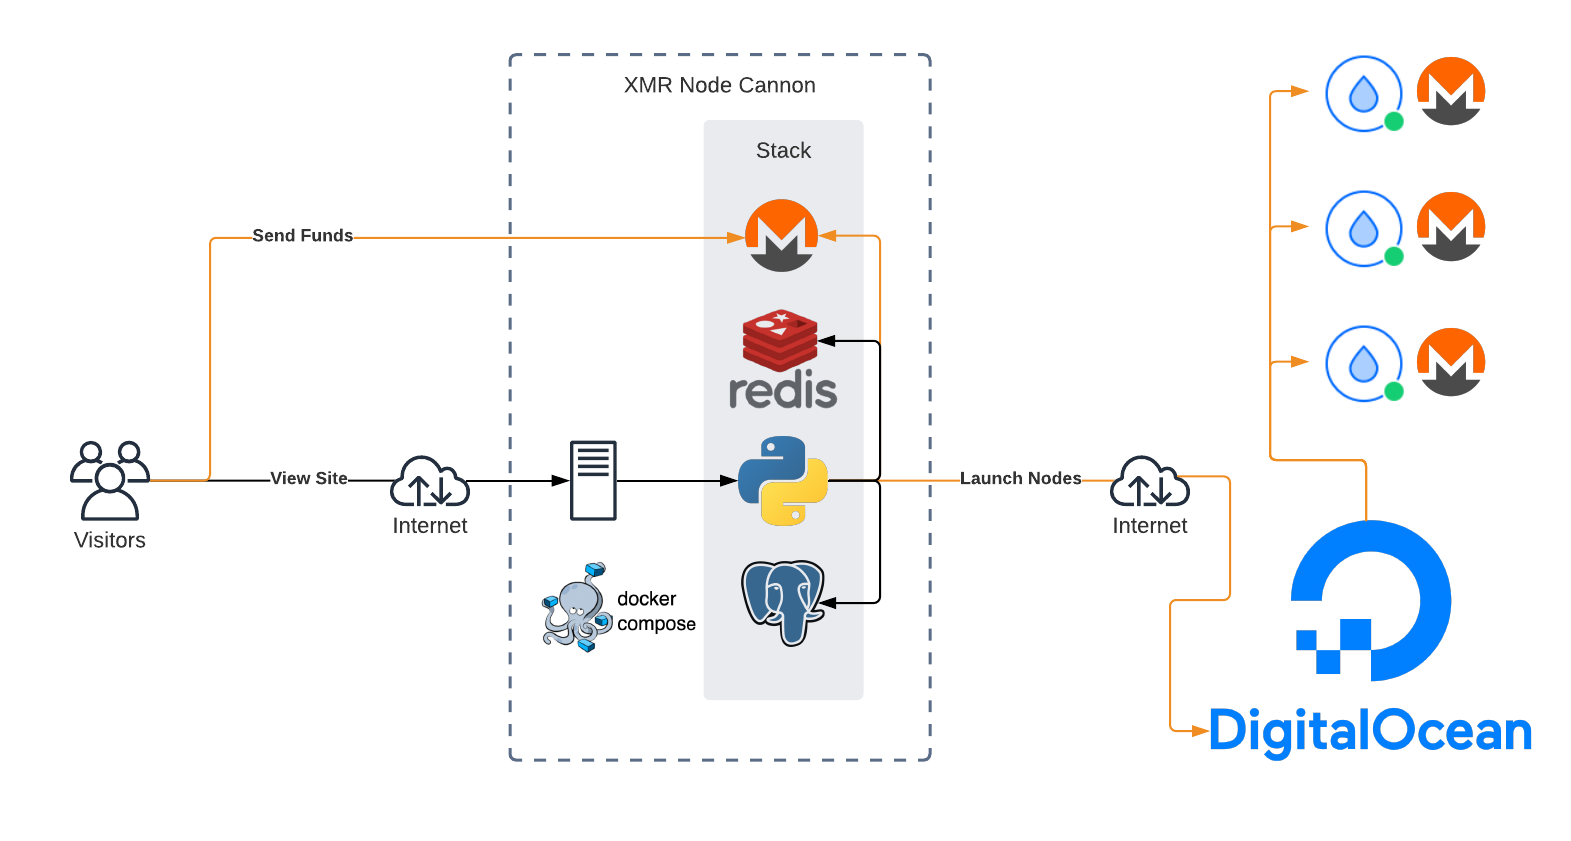 XMR Node Cannon
Stack
Send Funds
redis
View Site
Launch Nodes
Visitors
Internet
Internet
docker
compose
DigitalOcean